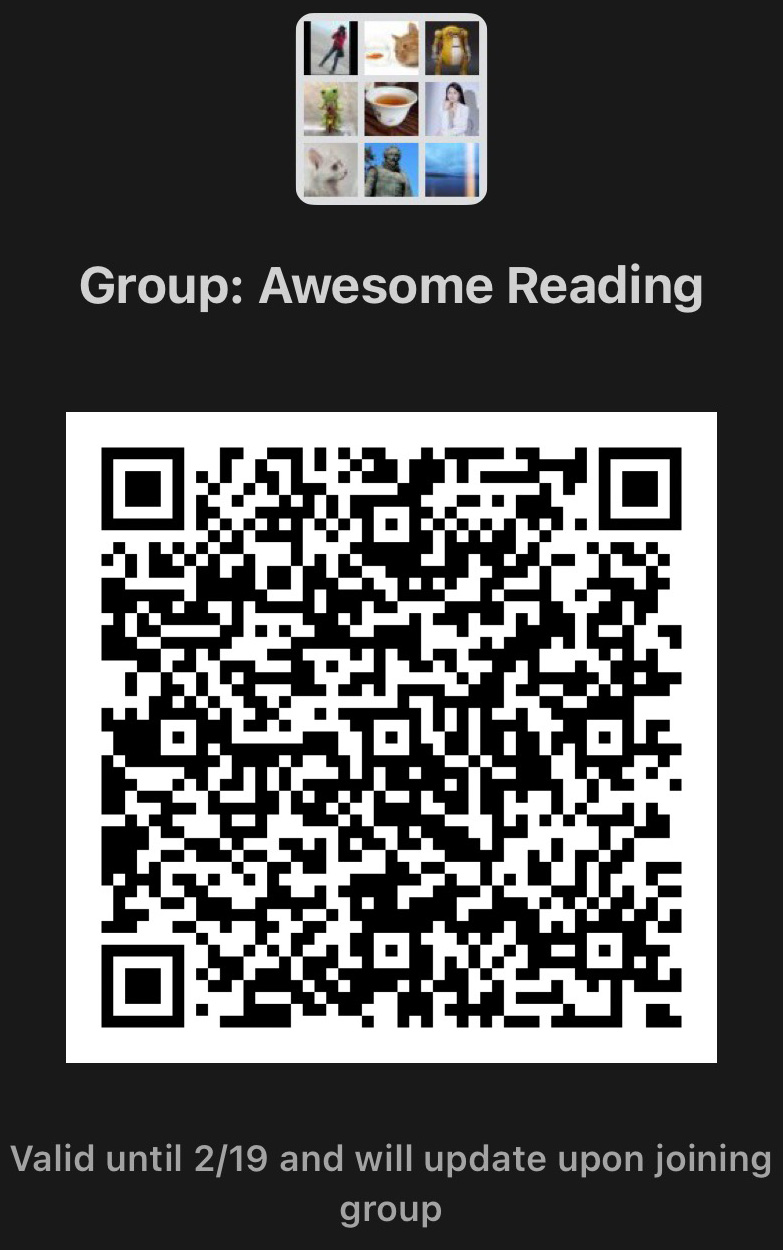 Group: Awesome Reading
Valid until 2/19 and will update upon joining
group